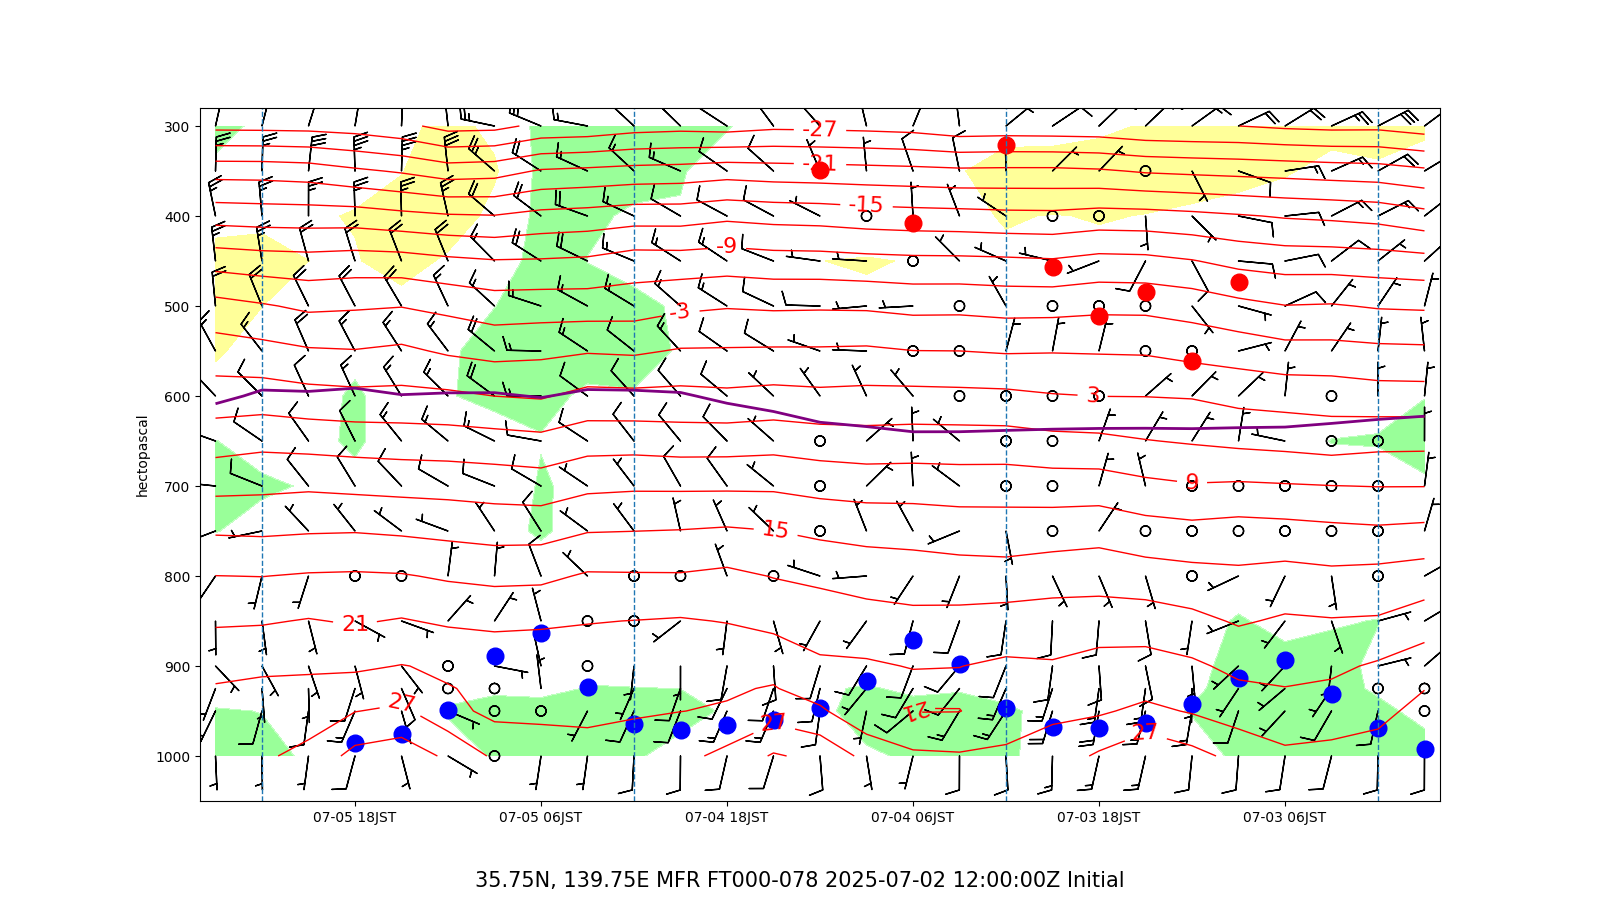 300
400
500
600
700
800
900
1000
hectopascal
-27
-21
-15
-9
-3
3
9
15
21
27
27
21
27
07-05 18JST
07-05 06JST
07-04 18JST
07-04 06JST
07-03 18JST
07-03 06JST
35.75N, 139.75E MFR FT000-078 2025-07-02 12:00:00Z Initial